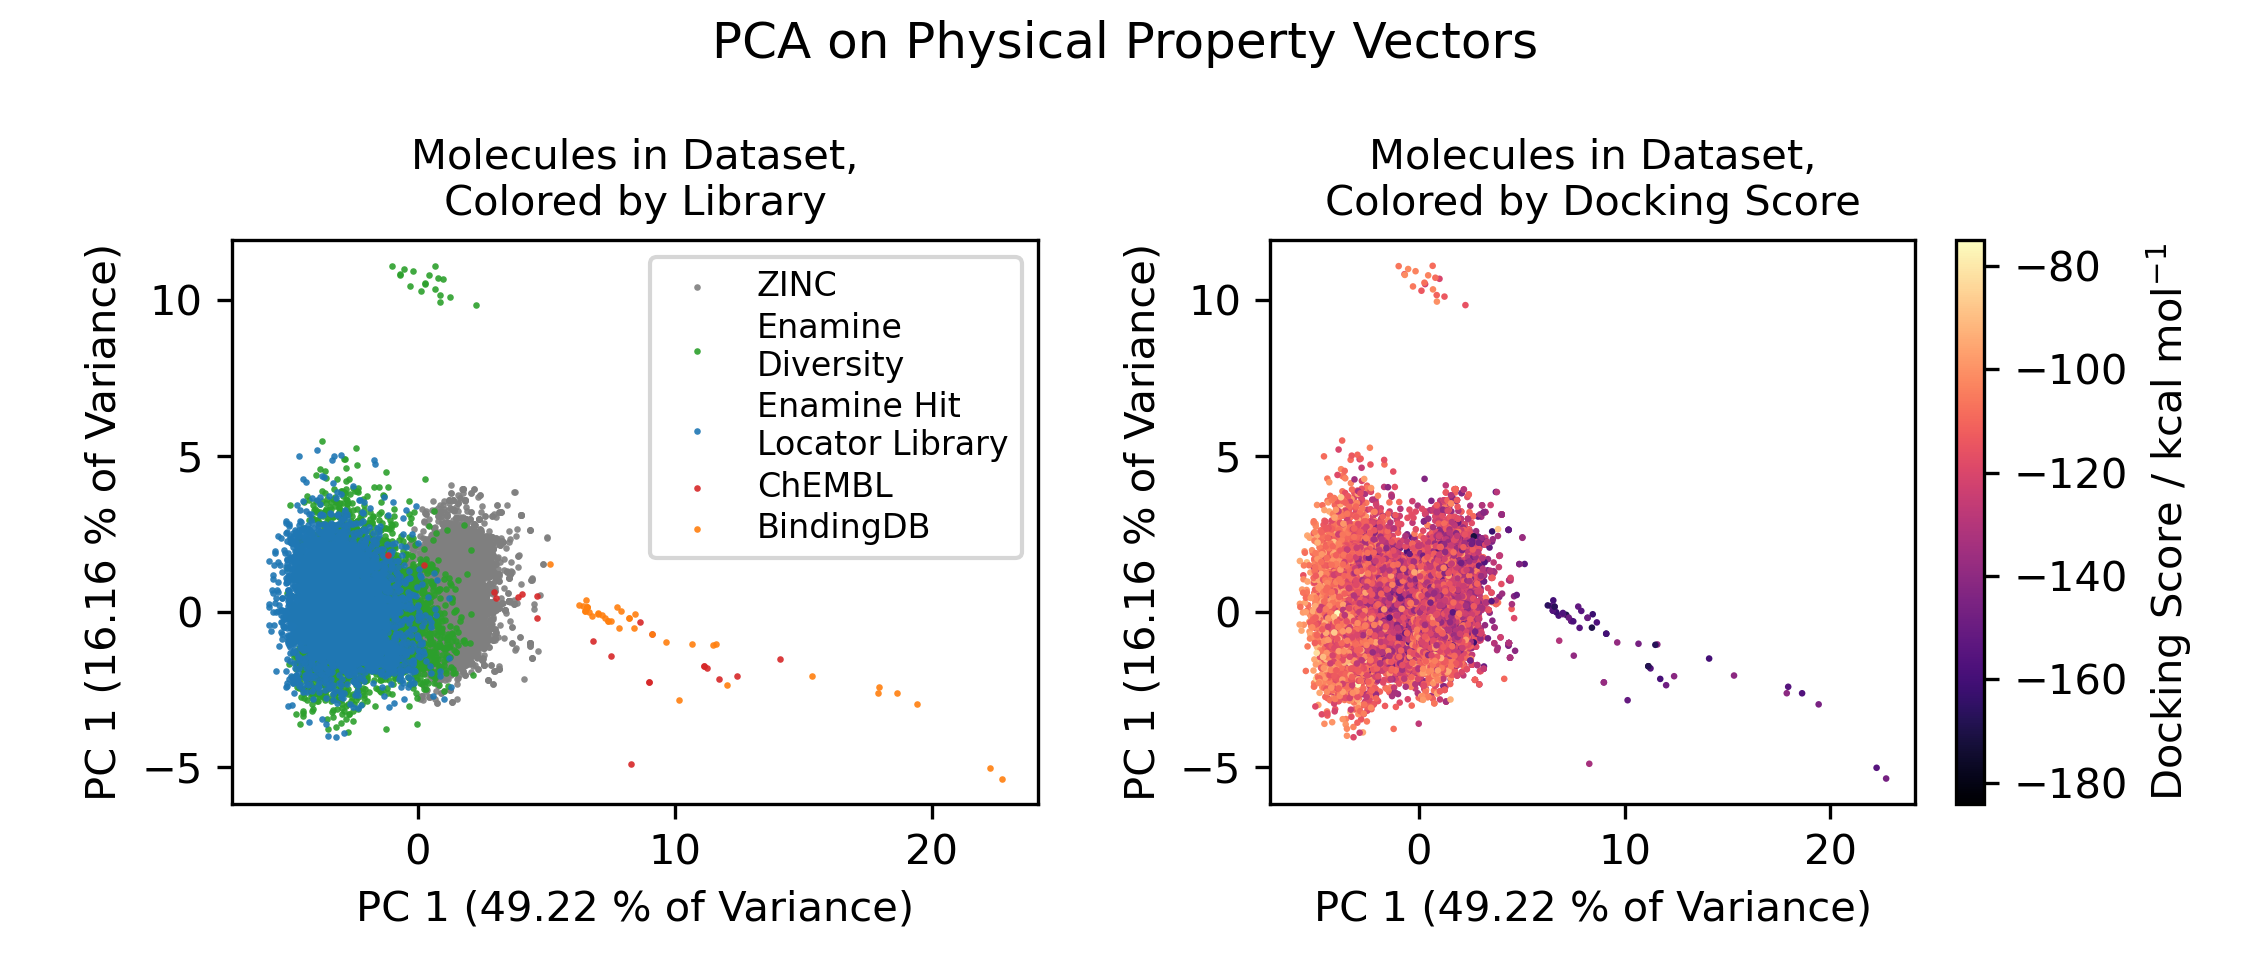 PCA on Physical Property Vectors
Molecules in Dataset,
Colored by Library
PC 1 (16.16 % of Variance)
10
5
0
−5
0
10
20
PC 1 (49.22 % of Variance)
ZINC
Enamine
Diversity
Enamine Hit
Locator Library
ChEMBL
BindingDB
Molecules in Dataset,
Colored by Docking Score
PC 1 (16.16 % of Variance)
10
5
0
−5
0
10
20
PC 1 (49.22 % of Variance)
−80
−100
−120
−140
−160
−180
Docking Score / kcal mol⁻¹